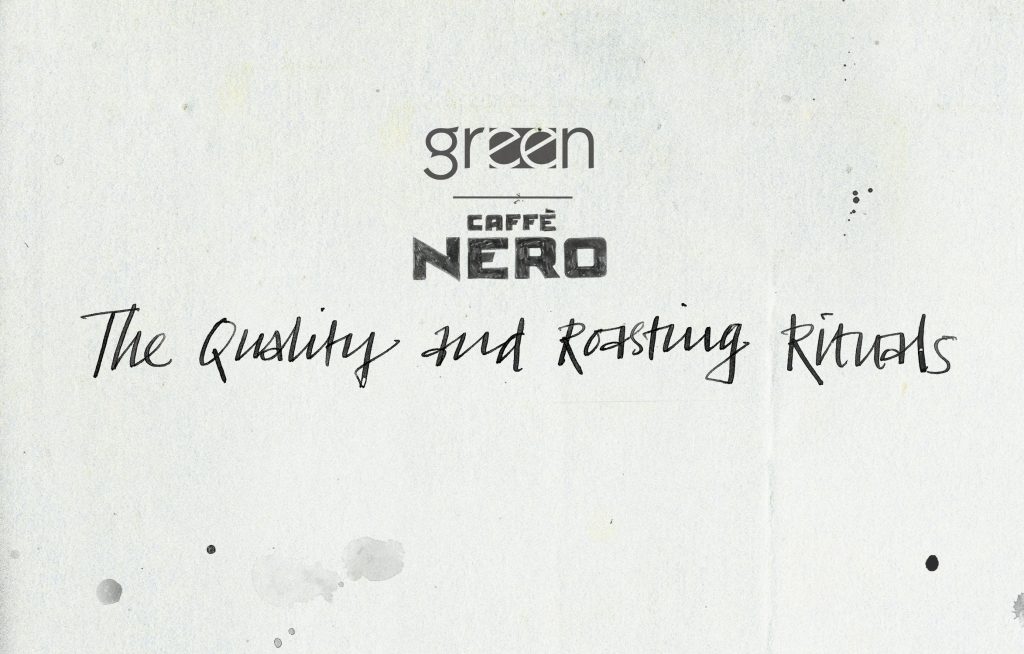 green
CAFFÈ
NERO
The Quality and Roasting Rituals